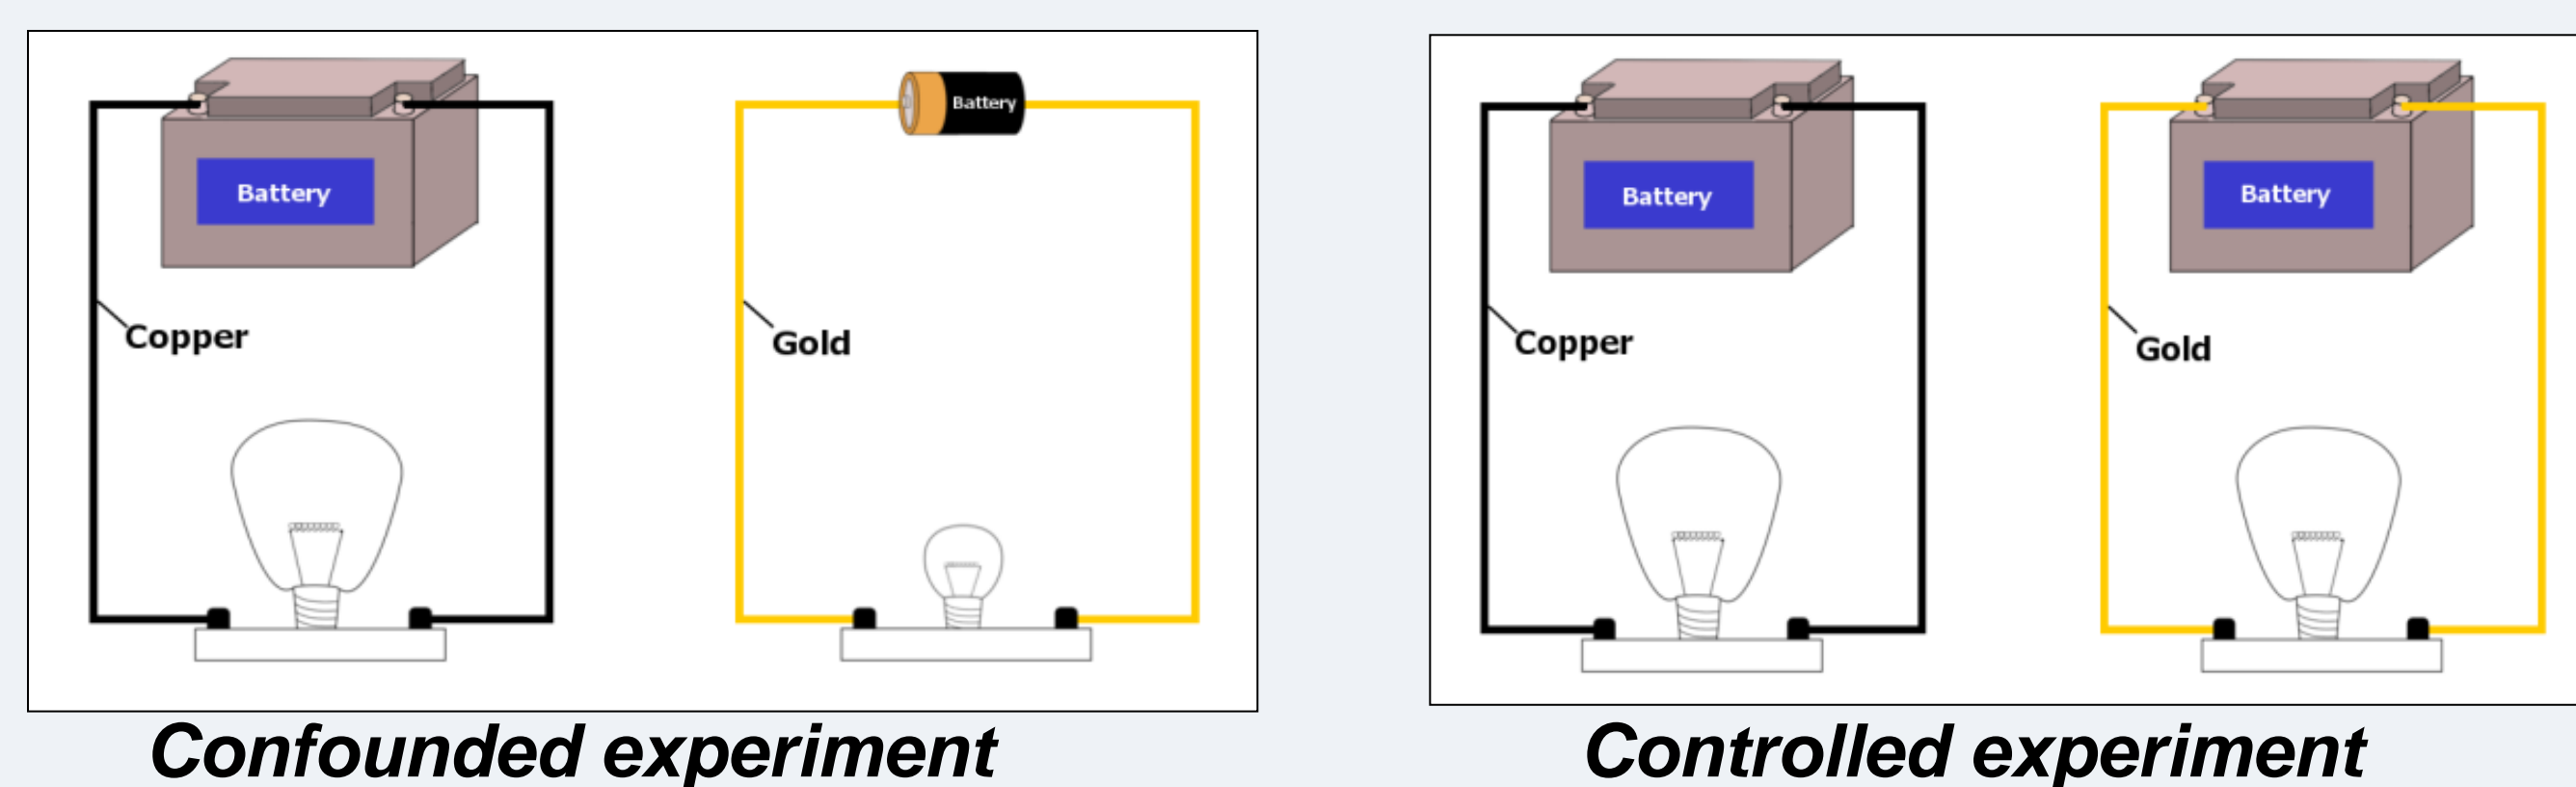 Battery
Battery
Copper
Gold
Confounded experiment
Battery
Battery
Copper
Gold
Controlled experiment